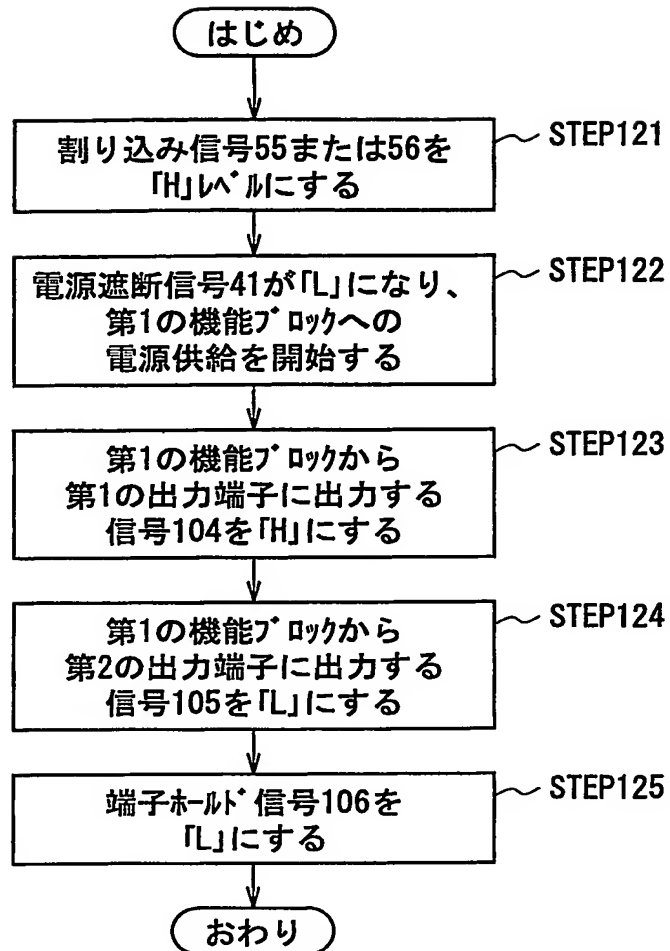 はじめ
割り込み信号55または56を
「H」ﾚﾍﾞﾙにする
STEP121
電源遮断信号41が「L」になり、
第1の機能ﾌﾞﾛｯｸへの
電源供給を開始する
STEP122
第1の機能ﾌﾞﾛｯｸから
第1の出力端子に出力する
信号104を「H」にする
STEP123
第1の機能ﾌﾞﾛｯｸから
第2の出力端子に出力する
信号105を「L」にする
STEP124
端子ﾎｰﾙﾄﾞ信号106を
「L」にする
STEP125
おわり